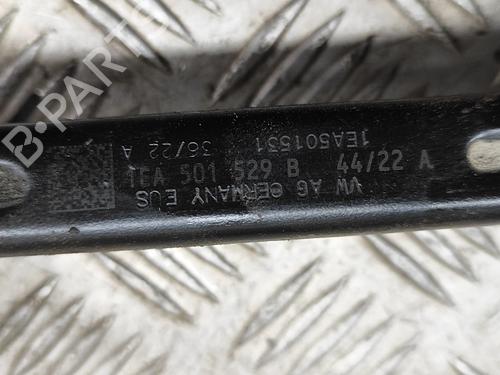 B-PARTS
1EA501531
36/22 A
1EA 501 529 B 44/22 A
VW AG GERMANY EUS